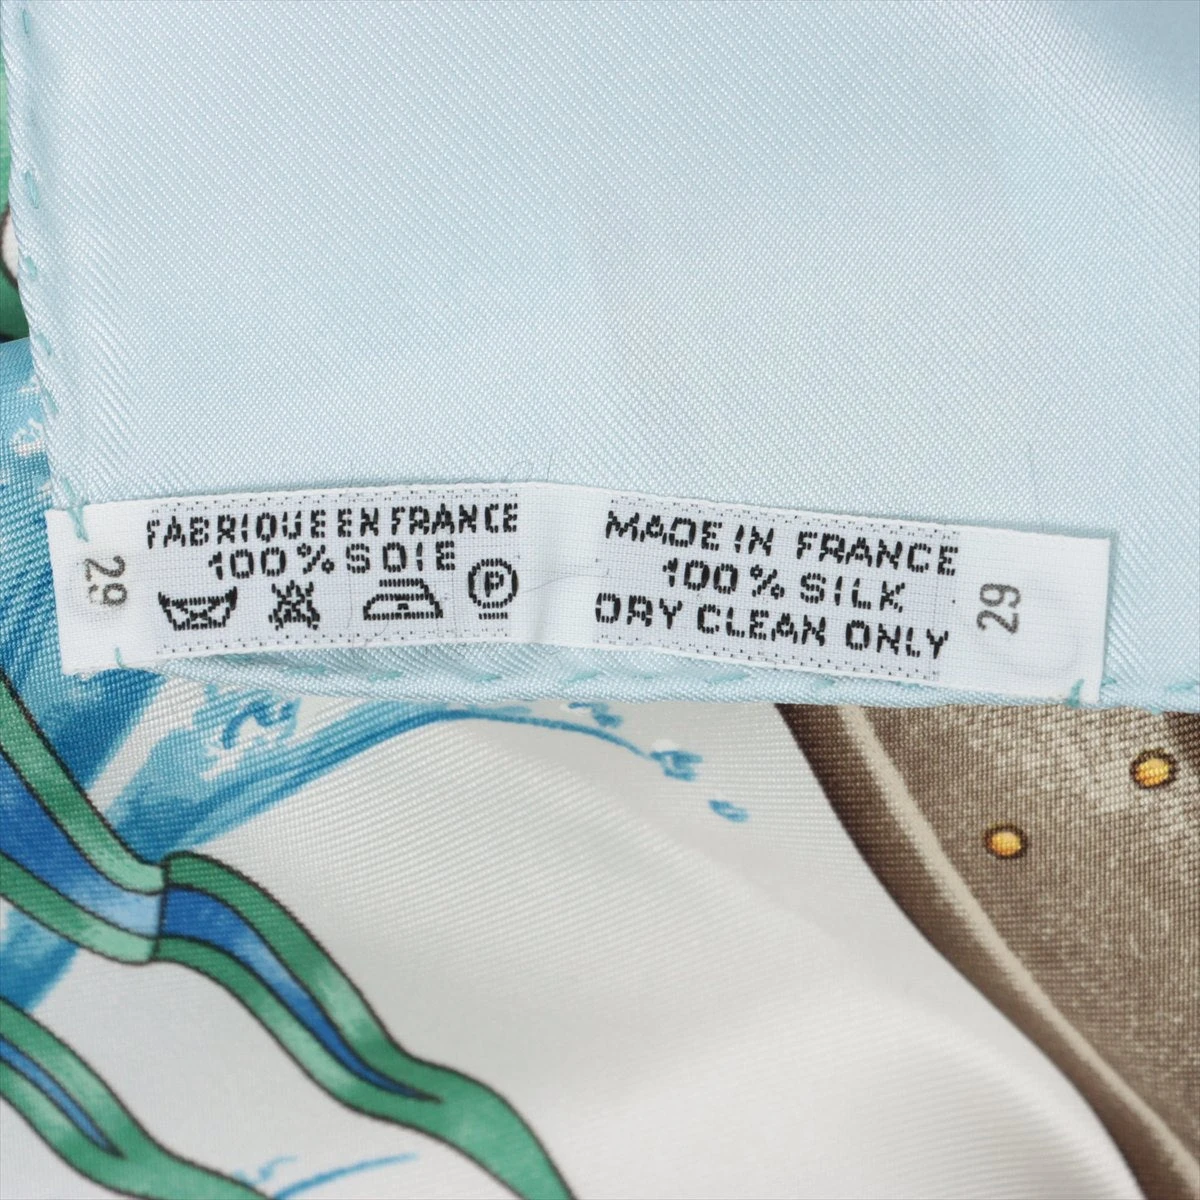 29
FABRIQUE EN FRANCE
100% SOIE
P
MADE IN FRANCE
100% SILK
DRY CLEAN ONLY
29